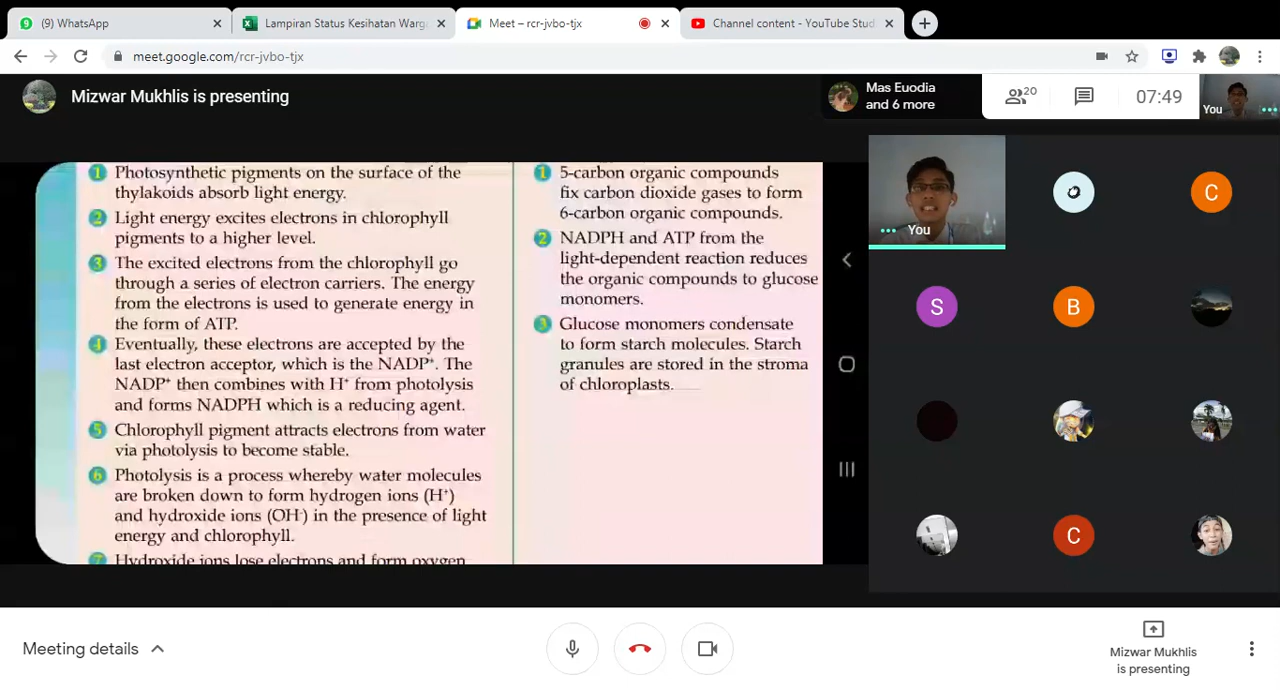 (9) WhatsApp
Lampiran Status Kesihatan Warga
Meet – rcr-jvbo-tjx
Channel content - YouTube Stud
meet.google.com/rcr-jvbo-tjx
Mizwar Mukhlis is presenting
Mas Euodia
and 6 more
20
07:49
You
1 Photosynthetic pigments on the surface of the
thylakoids absorb light energy.
2 Light energy excites electrons in chlorophyll
pigments to a higher level.
3 The excited electrons from the chlorophyll go
through a series of electron carriers. The energy
from the electrons is used to generate energy in
the form of ATP.
4 Eventually, these electrons are accepted by the
last electron acceptor, which is the NADP⁺. The
NADP⁺ then combines with H⁺ from photolysis
and forms NADPH which is a reducing agent.
5 Chlorophyll pigment attracts electrons from water
via photolysis to become stable.
6 Photolysis is a process whereby water molecules
are broken down to form hydrogen ions (H⁺)
and hydroxide ions (OH⁻) in the presence of light
energy and chlorophyll.
7 Hydroxide ions lose electrons and form oxygen
1 5-carbon organic compounds
fix carbon dioxide gases to form
6-carbon organic compounds.
2 NADPH and ATP from the
light-dependent reaction reduces
the organic compounds to glucose
monomers.
3 Glucose monomers condensate
to form starch molecules. Starch
granules are stored in the stroma
of chloroplasts.
You
C
S
B
C
Meeting details
Mizwar Mukhlis
is presenting